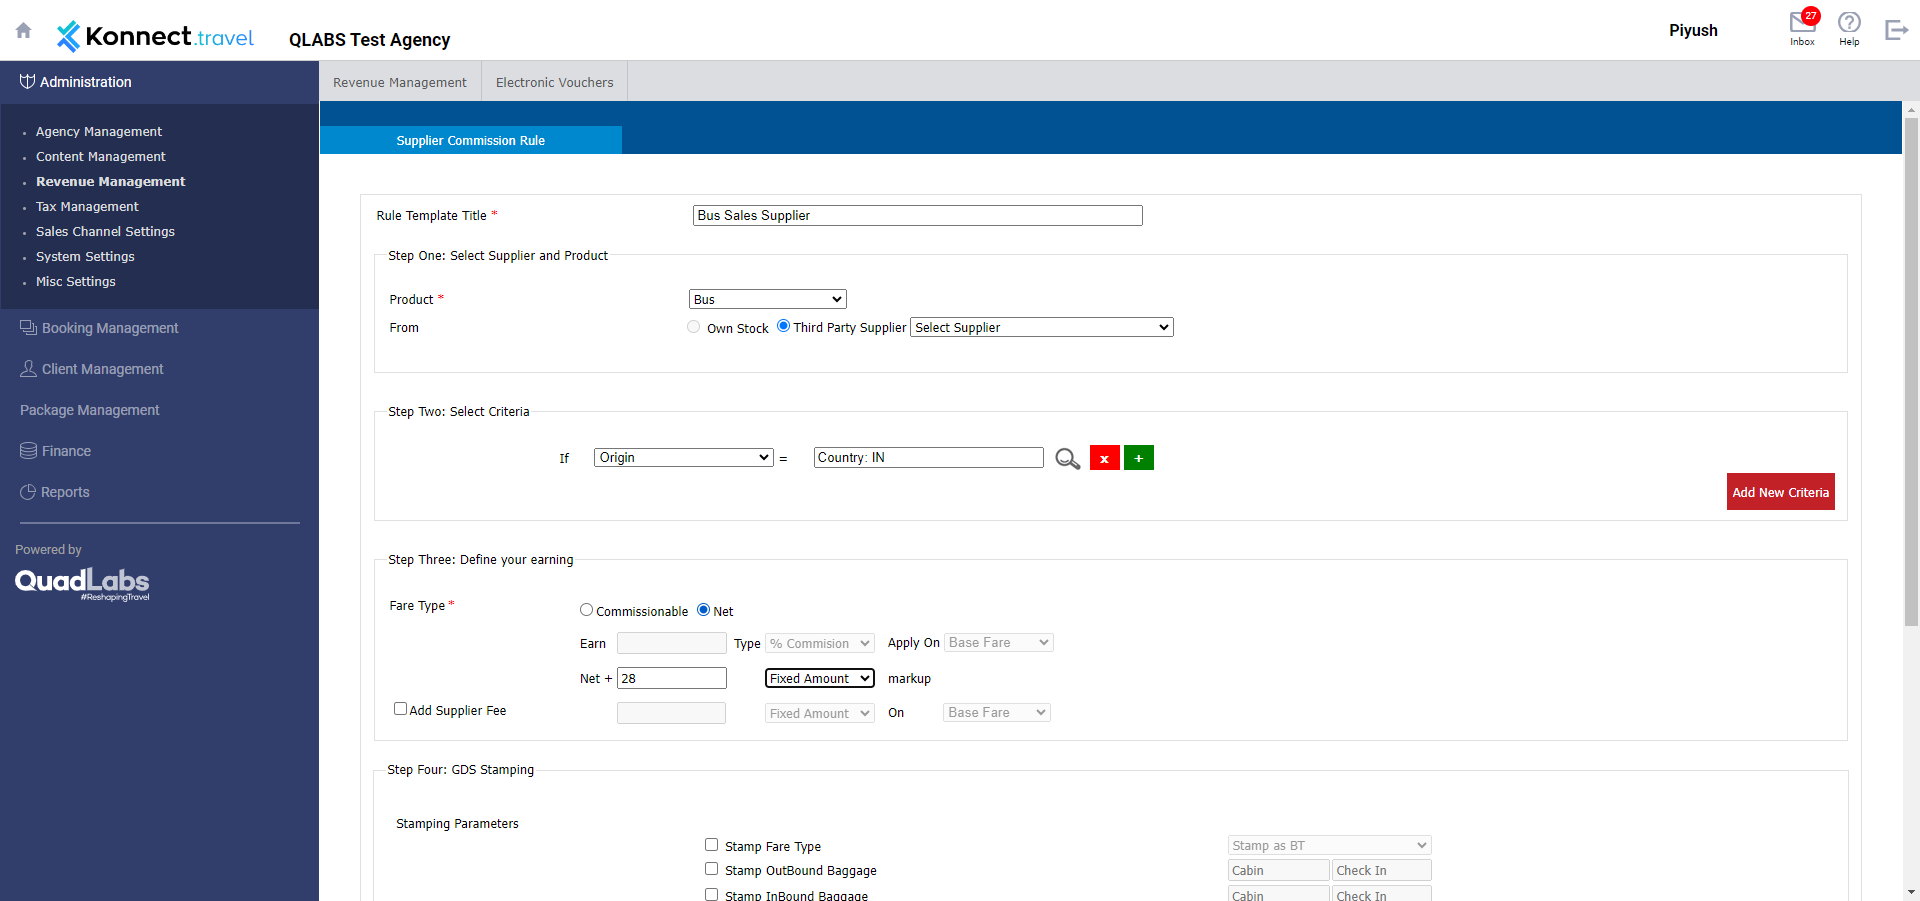 Konnect.travel
QLABS Test Agency
Piyush
27
Inbox
Help
Administration
Revenue Management
Electronic Vouchers
Agency Management
Content Management
Revenue Management
Tax Management
Sales Channel Settings
System Settings
Misc Settings
Booking Management
Client Management
Package Management
Finance
Reports
Powered by
QuadLabs
#ReshapingTravel
Supplier Commission Rule
Rule Template Title * Bus Sales Supplier
Step One: Select Supplier and Product
Product * Bus
From Own Stock Third Party Supplier Select Supplier
Step Two: Select Criteria
If Origin = Country: IN x +
Add New Criteria
Step Three: Define your earning
Fare Type * Commissionable Net
Earn Type % Commision Apply On Base Fare
Net + 28 Fixed Amount markup
Add Supplier Fee Fixed Amount On Base Fare
Step Four: GDS Stamping
Stamping Parameters
Stamp Fare Type Stamp as BT
Stamp OutBound Baggage Cabin Check In
Stamp InBound Baggage Cabin Check In